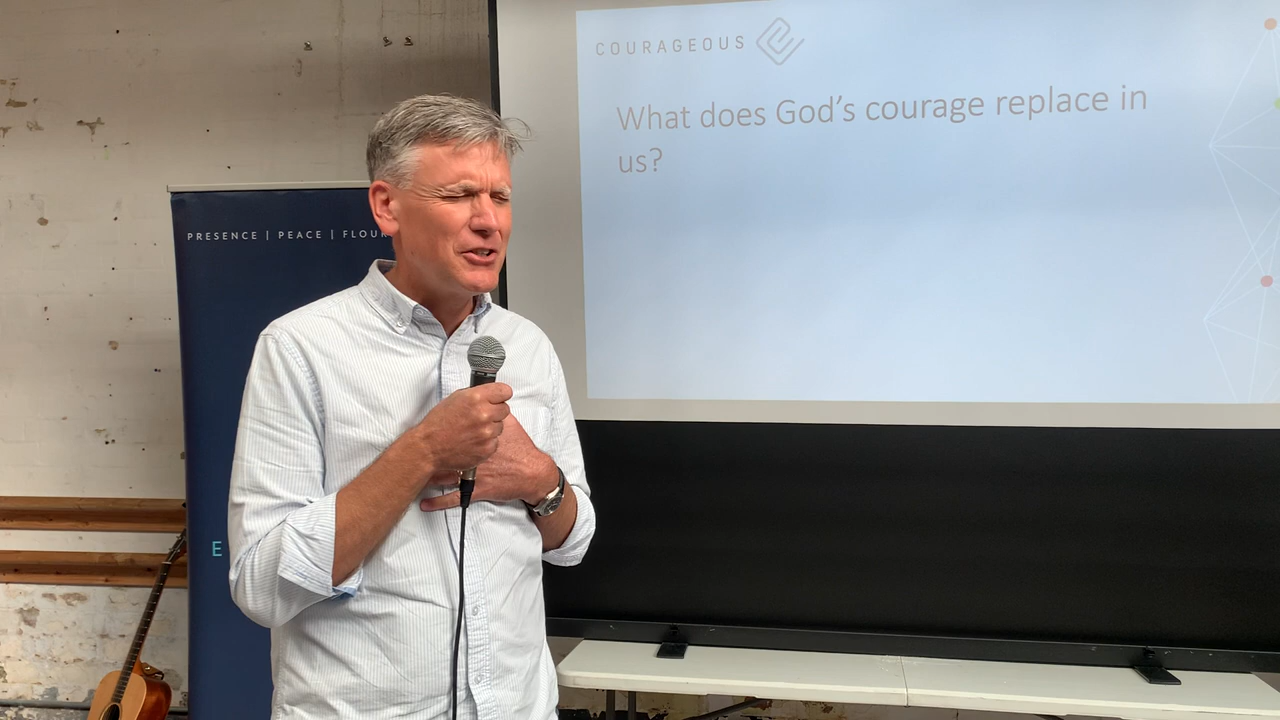 COURAGEOUS
What does God's courage replace in
us?
PRESENCE | PEACE | FLOUR
E